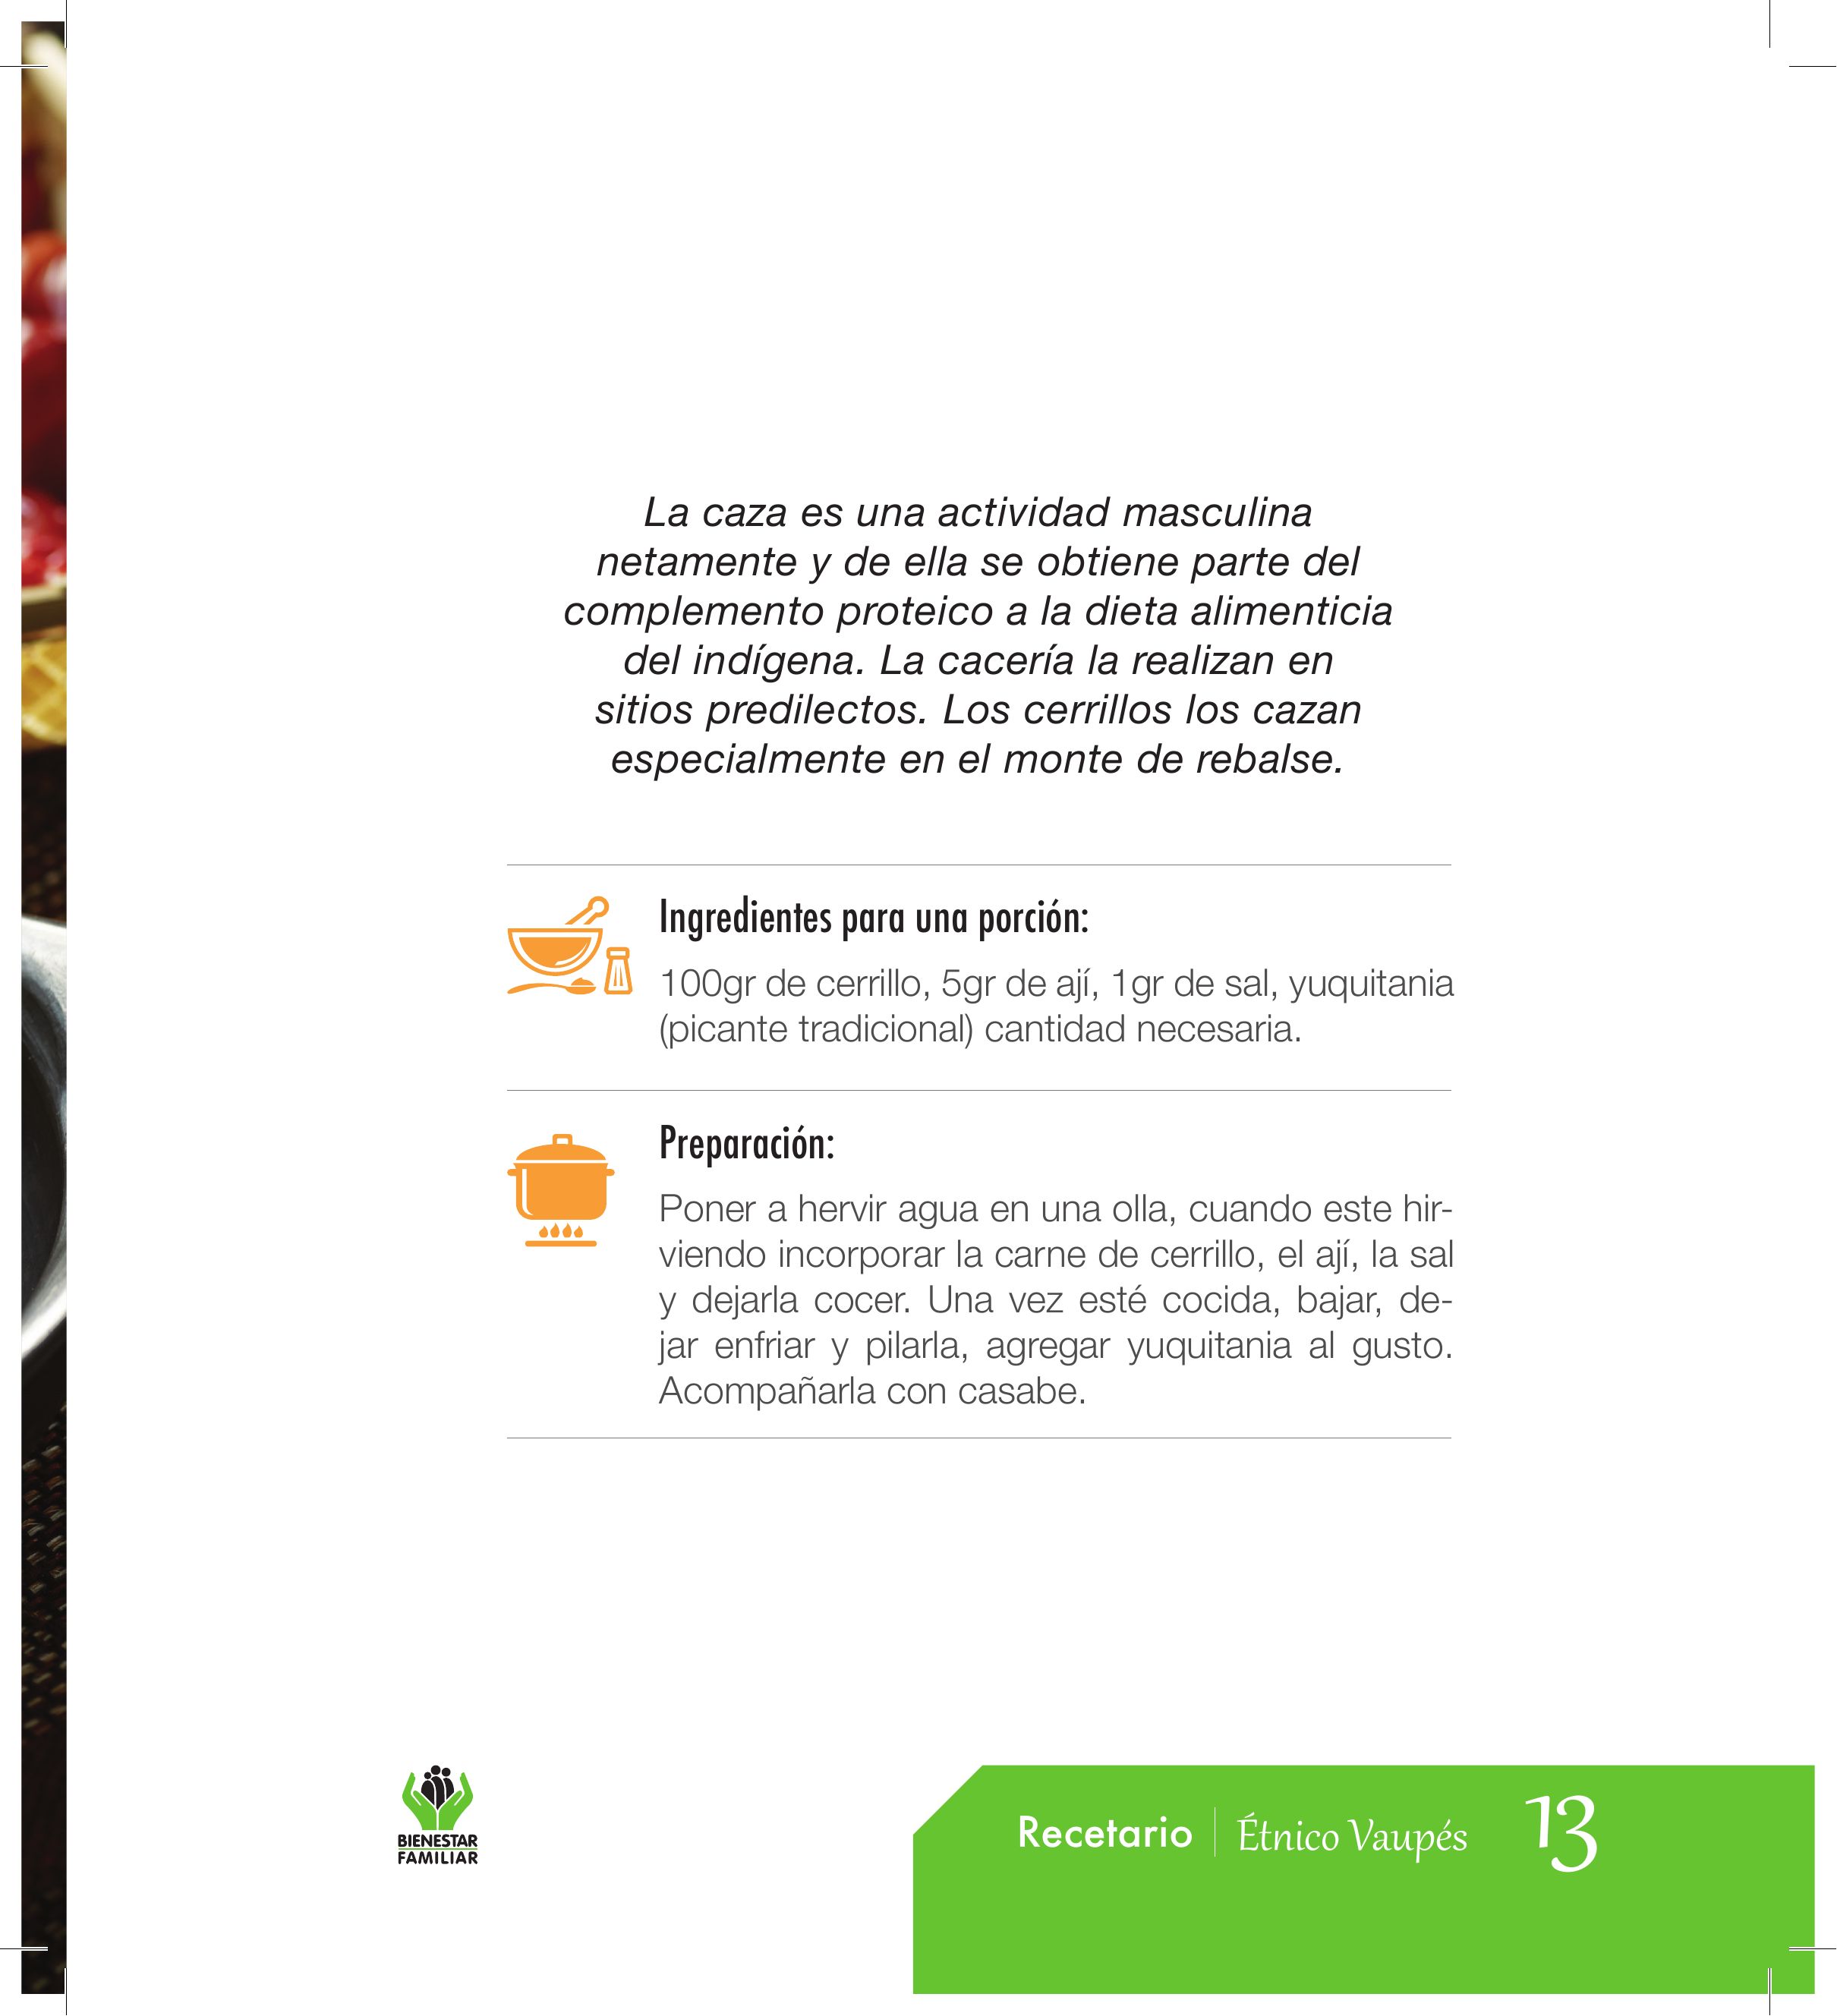 La caza es una actividad masculina
netamente y de ella se obtiene parte del
complemento proteico a la dieta alimenticia
del indígena. La cacería la realizan en
sitios predilectos. Los cerrillos los cazan
especialmente en el monte de rebalse.
Ingredientes para una porción:
100gr de cerrillo, 5gr de ají, 1gr de sal, yuquitania
(picante tradicional) cantidad necesaria.
Preparación:
Poner a hervir agua en una olla, cuando este hir-
viendo incorporar la carne de cerrillo, el ají, la sal
y dejarla cocer. Una vez esté cocida, bajar, de-
jar enfriar y pilarla, agregar yuquitania al gusto.
Acompañarla con casabe.
BIENESTAR
FAMILIAR
Recetario | Étnico Vaupés 13